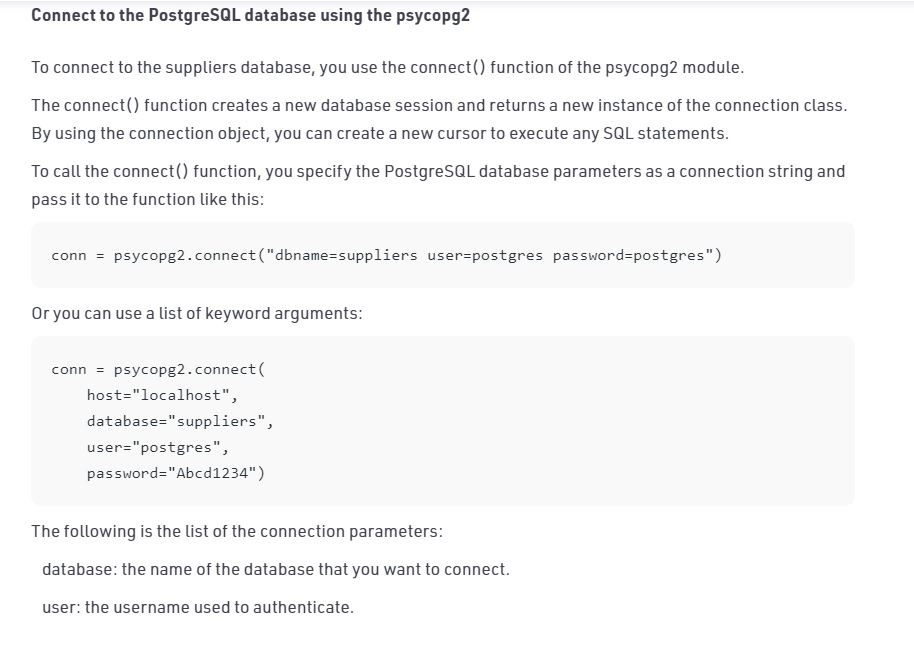 Connect to the PostgreSQL database using the psycopg2
To connect to the suppliers database, you use the connect() function of the psycopg2 module.
The connect() function creates a new database session and returns a new instance of the connection class.
By using the connection object, you can create a new cursor to execute any SQL statements.
To call the connect() function, you specify the PostgreSQL database parameters as a connection string and
pass it to the function like this:
conn = psycopg2.connect("dbname=suppliers user=postgres password=postgres")
Or you can use a list of keyword arguments:
conn = psycopg2.connect(
    host="localhost",
    database="suppliers",
    user="postgres",
    password="Abcd1234")
The following is the list of the connection parameters:
database: the name of the database that you want to connect.
user: the username used to authenticate.